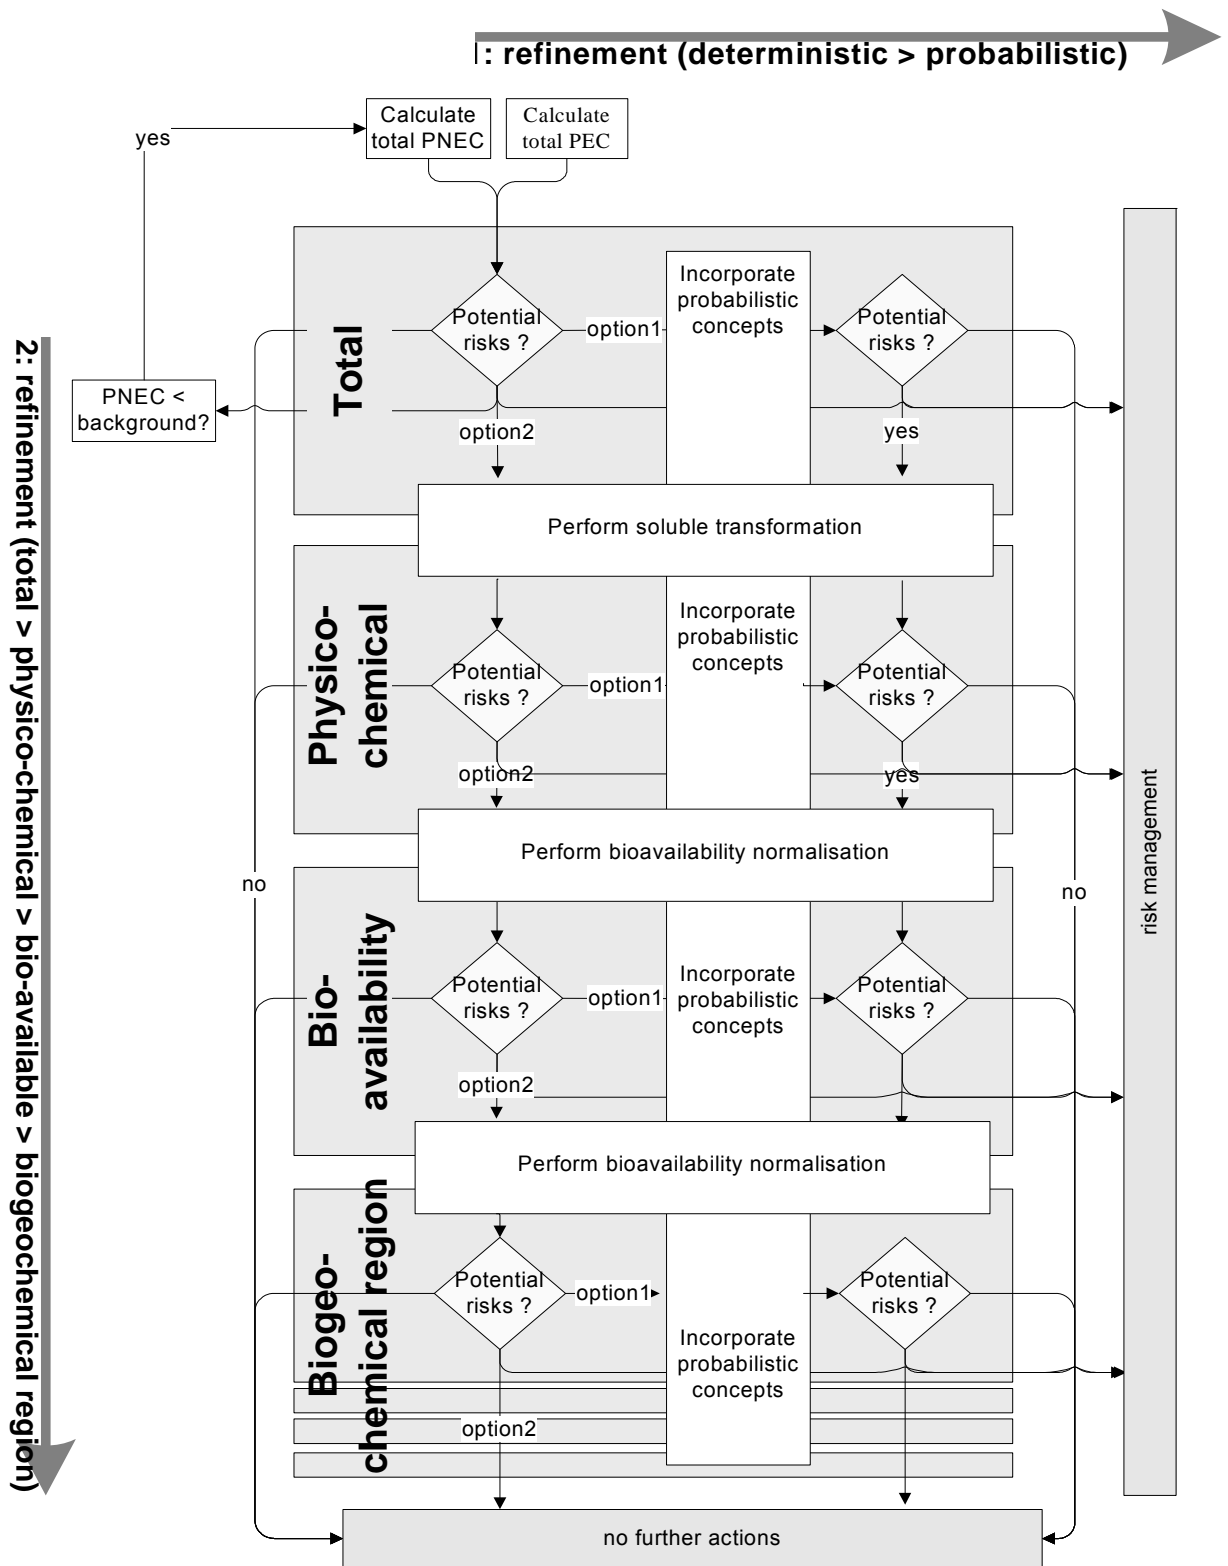 1: refinement (deterministic > probabilistic)
Calculate
total PNEC
Calculate
total PEC
yes
PNEC <
background?
2: refinement (total > physico-chemical > bio-available > biogeochemical region)
Total
Potential
risks ?
option1
Incorporate
probabilistic
concepts
Potential
risks ?
option2
yes
Perform soluble transformation
Physico-
chemical
Potential
risks ?
option1
Incorporate
probabilistic
concepts
Potential
risks ?
option2
yes
Perform bioavailability normalisation
no
no
risk management
Bio-
availability
Potential
risks ?
option1
Incorporate
probabilistic
concepts
Potential
risks ?
option2
Perform bioavailability normalisation
Biogeo-
chemical region
Potential
risks ?
option1
Incorporate
probabilistic
concepts
Potential
risks ?
option2
no further actions